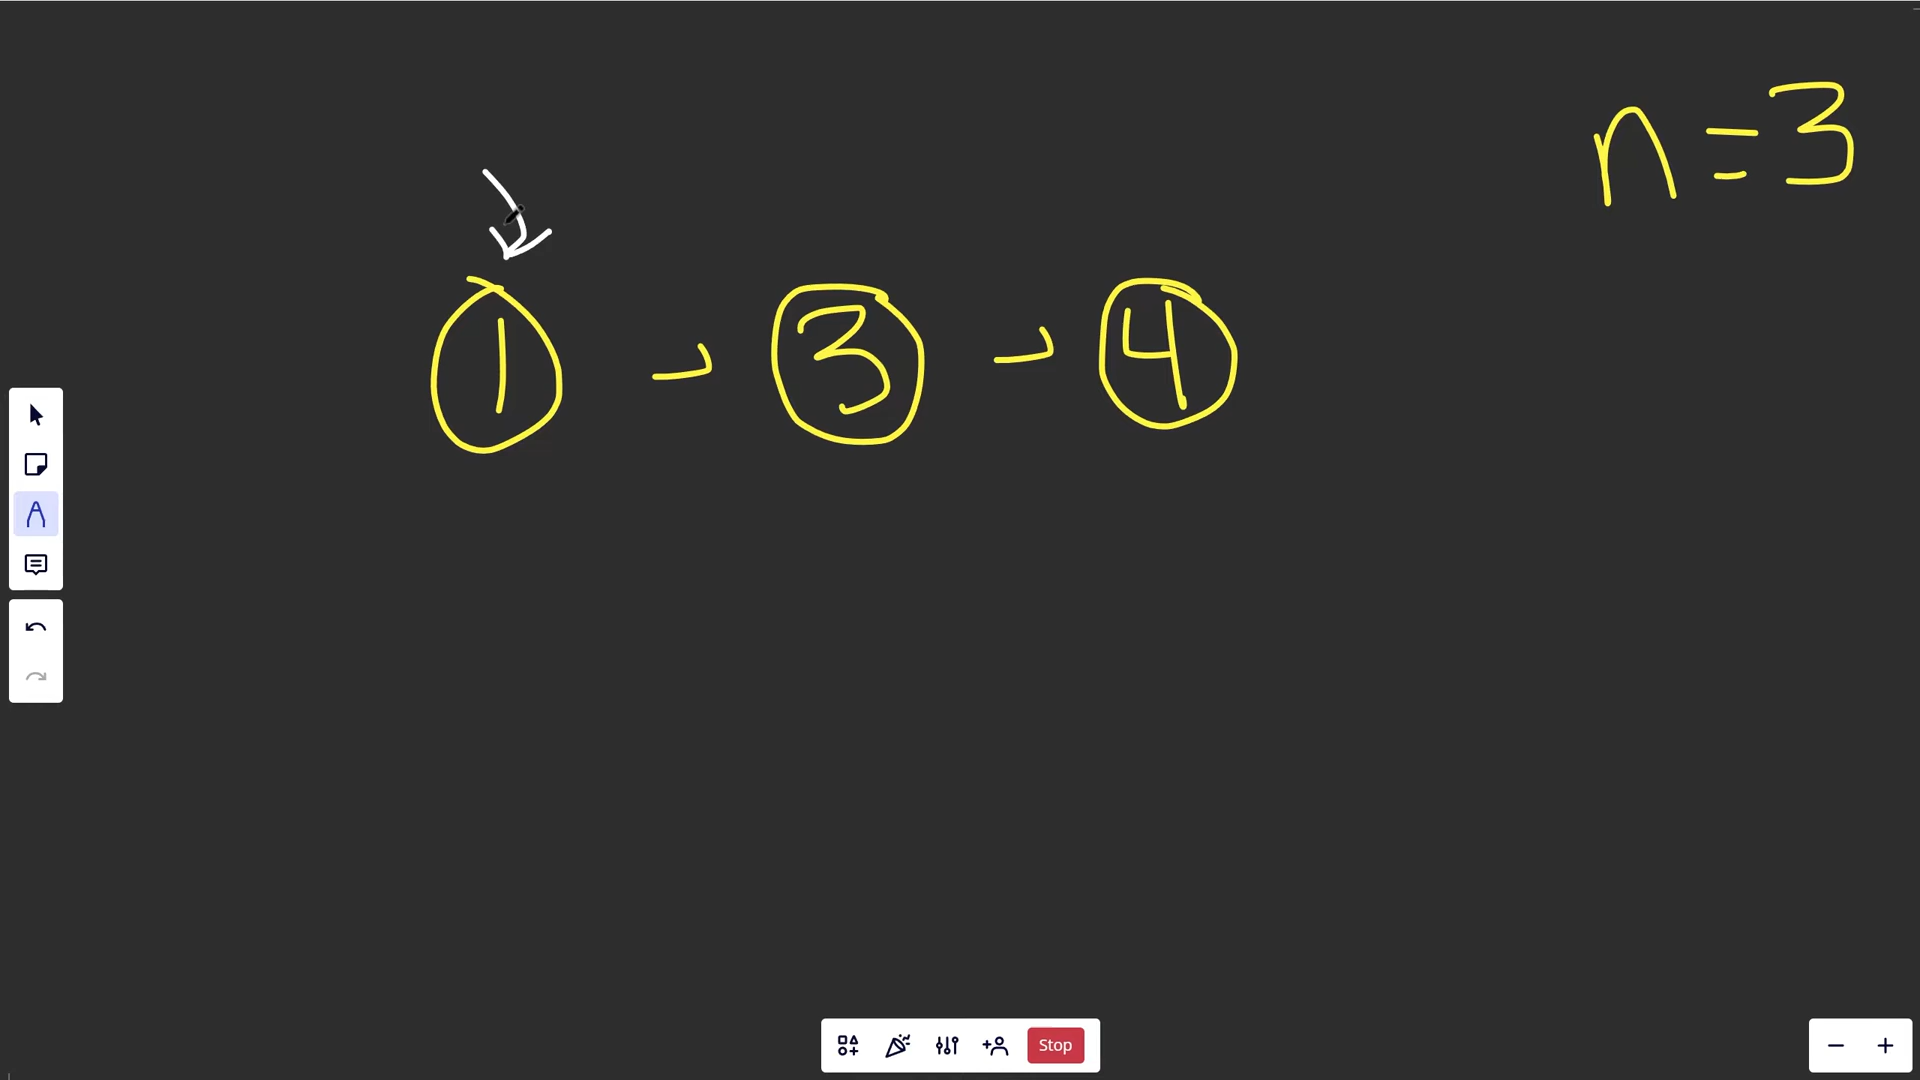 n=3
1 → 3 → 4
Stop